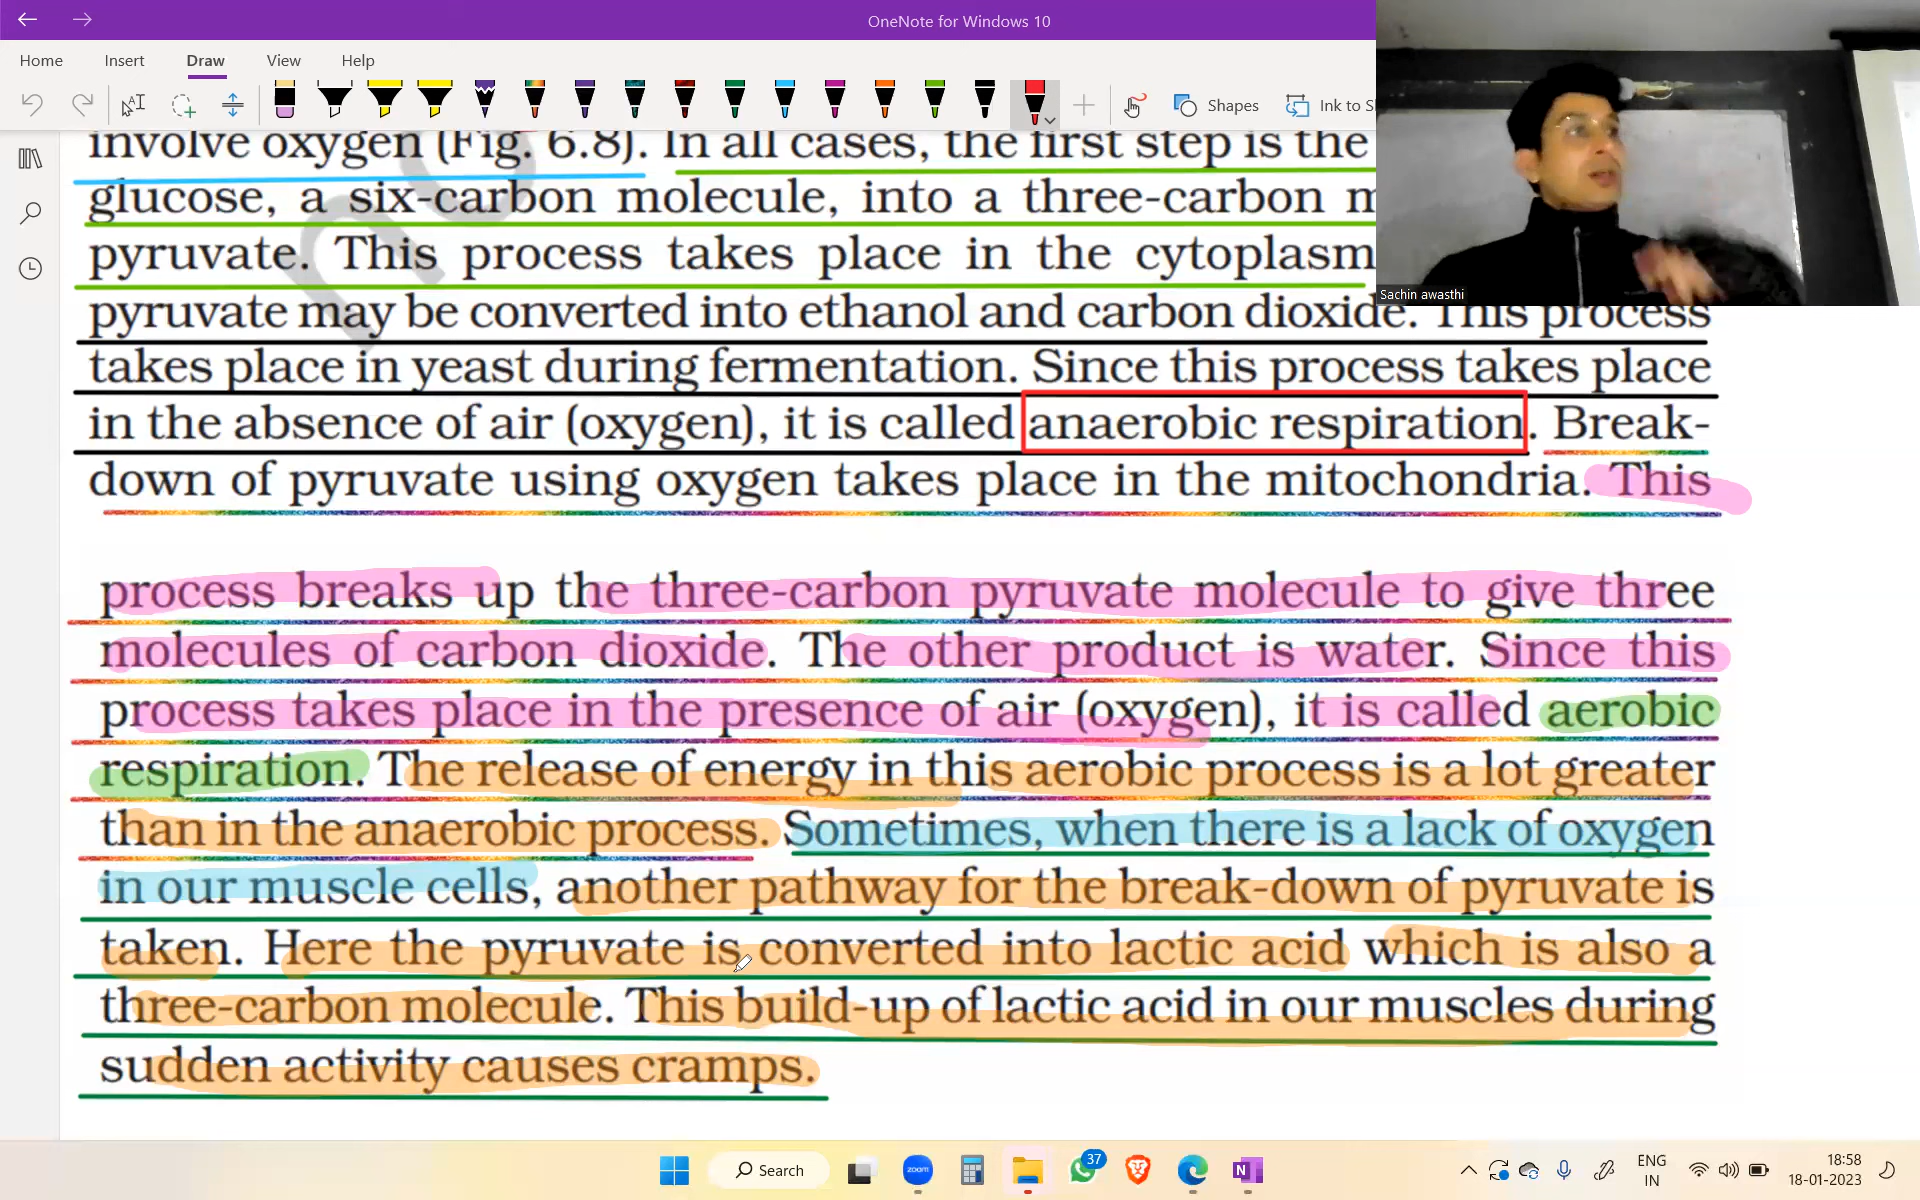 OneNote for Windows 10
Home Insert Draw View Help
Shapes Ink to S
involve oxygen (Fig. 6.8). In all cases, the first step is the
glucose, a six-carbon molecule, into a three-carbon m
pyruvate. This process takes place in the cytoplasm
Sachin awasthi
pyruvate may be converted into ethanol and carbon dioxide. This process
takes place in yeast during fermentation. Since this process takes place
in the absence of air (oxygen), it is called anaerobic respiration. Break-
down of pyruvate using oxygen takes place in the mitochondria. This
process breaks up the three-carbon pyruvate molecule to give three
molecules of carbon dioxide. The other product is water. Since this
process takes place in the presence of air (oxygen), it is called aerobic
respiration. The release of energy in this aerobic process is a lot greater
than in the anaerobic process. Sometimes, when there is a lack of oxygen
in our muscle cells, another pathway for the break-down of pyruvate is
taken. Here the pyruvate is converted into lactic acid which is also a
three-carbon molecule. This build-up of lactic acid in our muscles during
sudden activity causes cramps.
Search zoom 37 N ENG 18:58
IN 18-01-2023